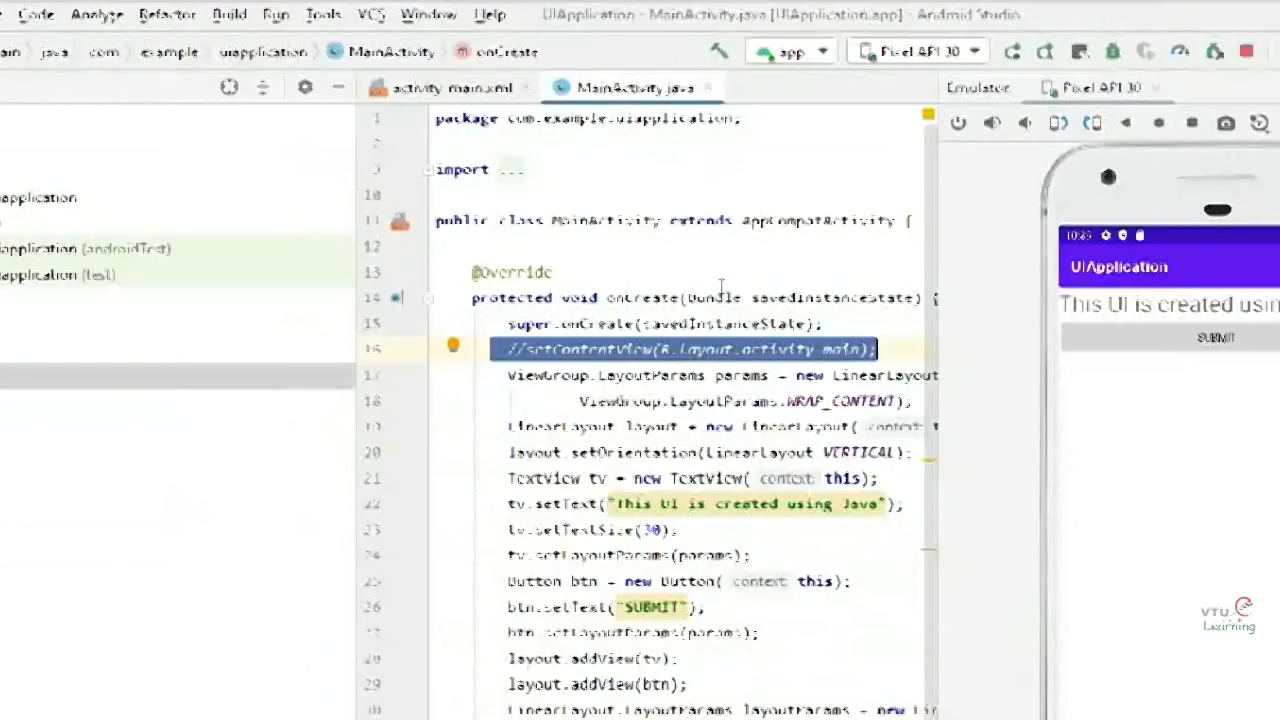 Code Analyze Refactor Build Run Tools VCS Window Help UIApplication - MainActivity.java [UIApplication.app] - Android Studio
java com example uiapplication MainActivity onCreate app Pixel API 30
activity_main.xml MainActivity.java Emulator: Pixel API 30
1 package com.example.uiapplication;
2
3 import ...
10
11 public class MainActivity extends AppCompatActivity {
12
13 @Override
14 protected void onCreate(Bundle savedInstanceState) {
15 super.onCreate(savedInstanceState);
16 //setContentView(R.layout.activity_main);
17 ViewGroup.LayoutParams params = new LinearLayout
18 ViewGroup.LayoutParams.WRAP_CONTENT);
19 LinearLayout layout = new LinearLayout( context: t
20 layout.setOrientation(LinearLayout.VERTICAL);
21 TextView tv = new TextView( context: this);
22 tv.setText("This UI is created using Java");
23 tv.setTextSize(30);
24 tv.setLayoutParams(params);
25 Button btn = new Button( context: this);
26 btn.setText("SUBMIT");
27 btn.setLayoutParams(params);
28 layout.addView(tv);
29 layout.addView(btn);
30 LinearLayout.LayoutParams layoutParams = new Lin
application
application (androidTest)
application (test)
UIApplication
This UI is created usin
SUBMIT
VTU
Learning